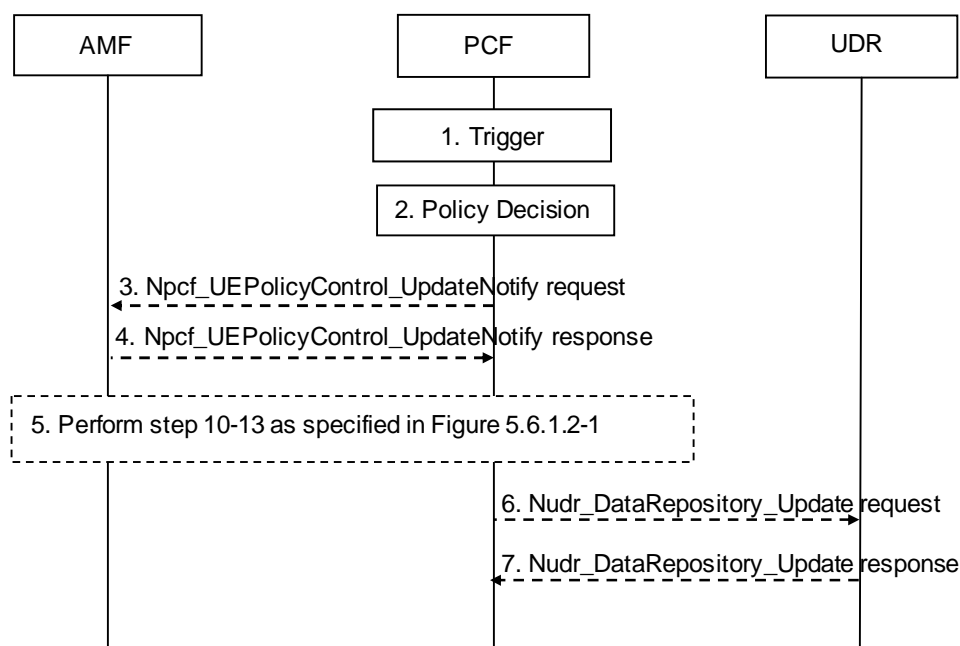 AMF
PCF
UDR
1. Trigger
2. Policy Decision
3. Npcf_UEPolicyControl_UpdateNotify request
4. Npcf_UEPolicyControl_UpdateNotify response
5. Perform step 10-13 as specified in Figure 5.6.1.2-1
6. Nudr_DataRepository_Update request
7. Nudr_DataRepository_Update response